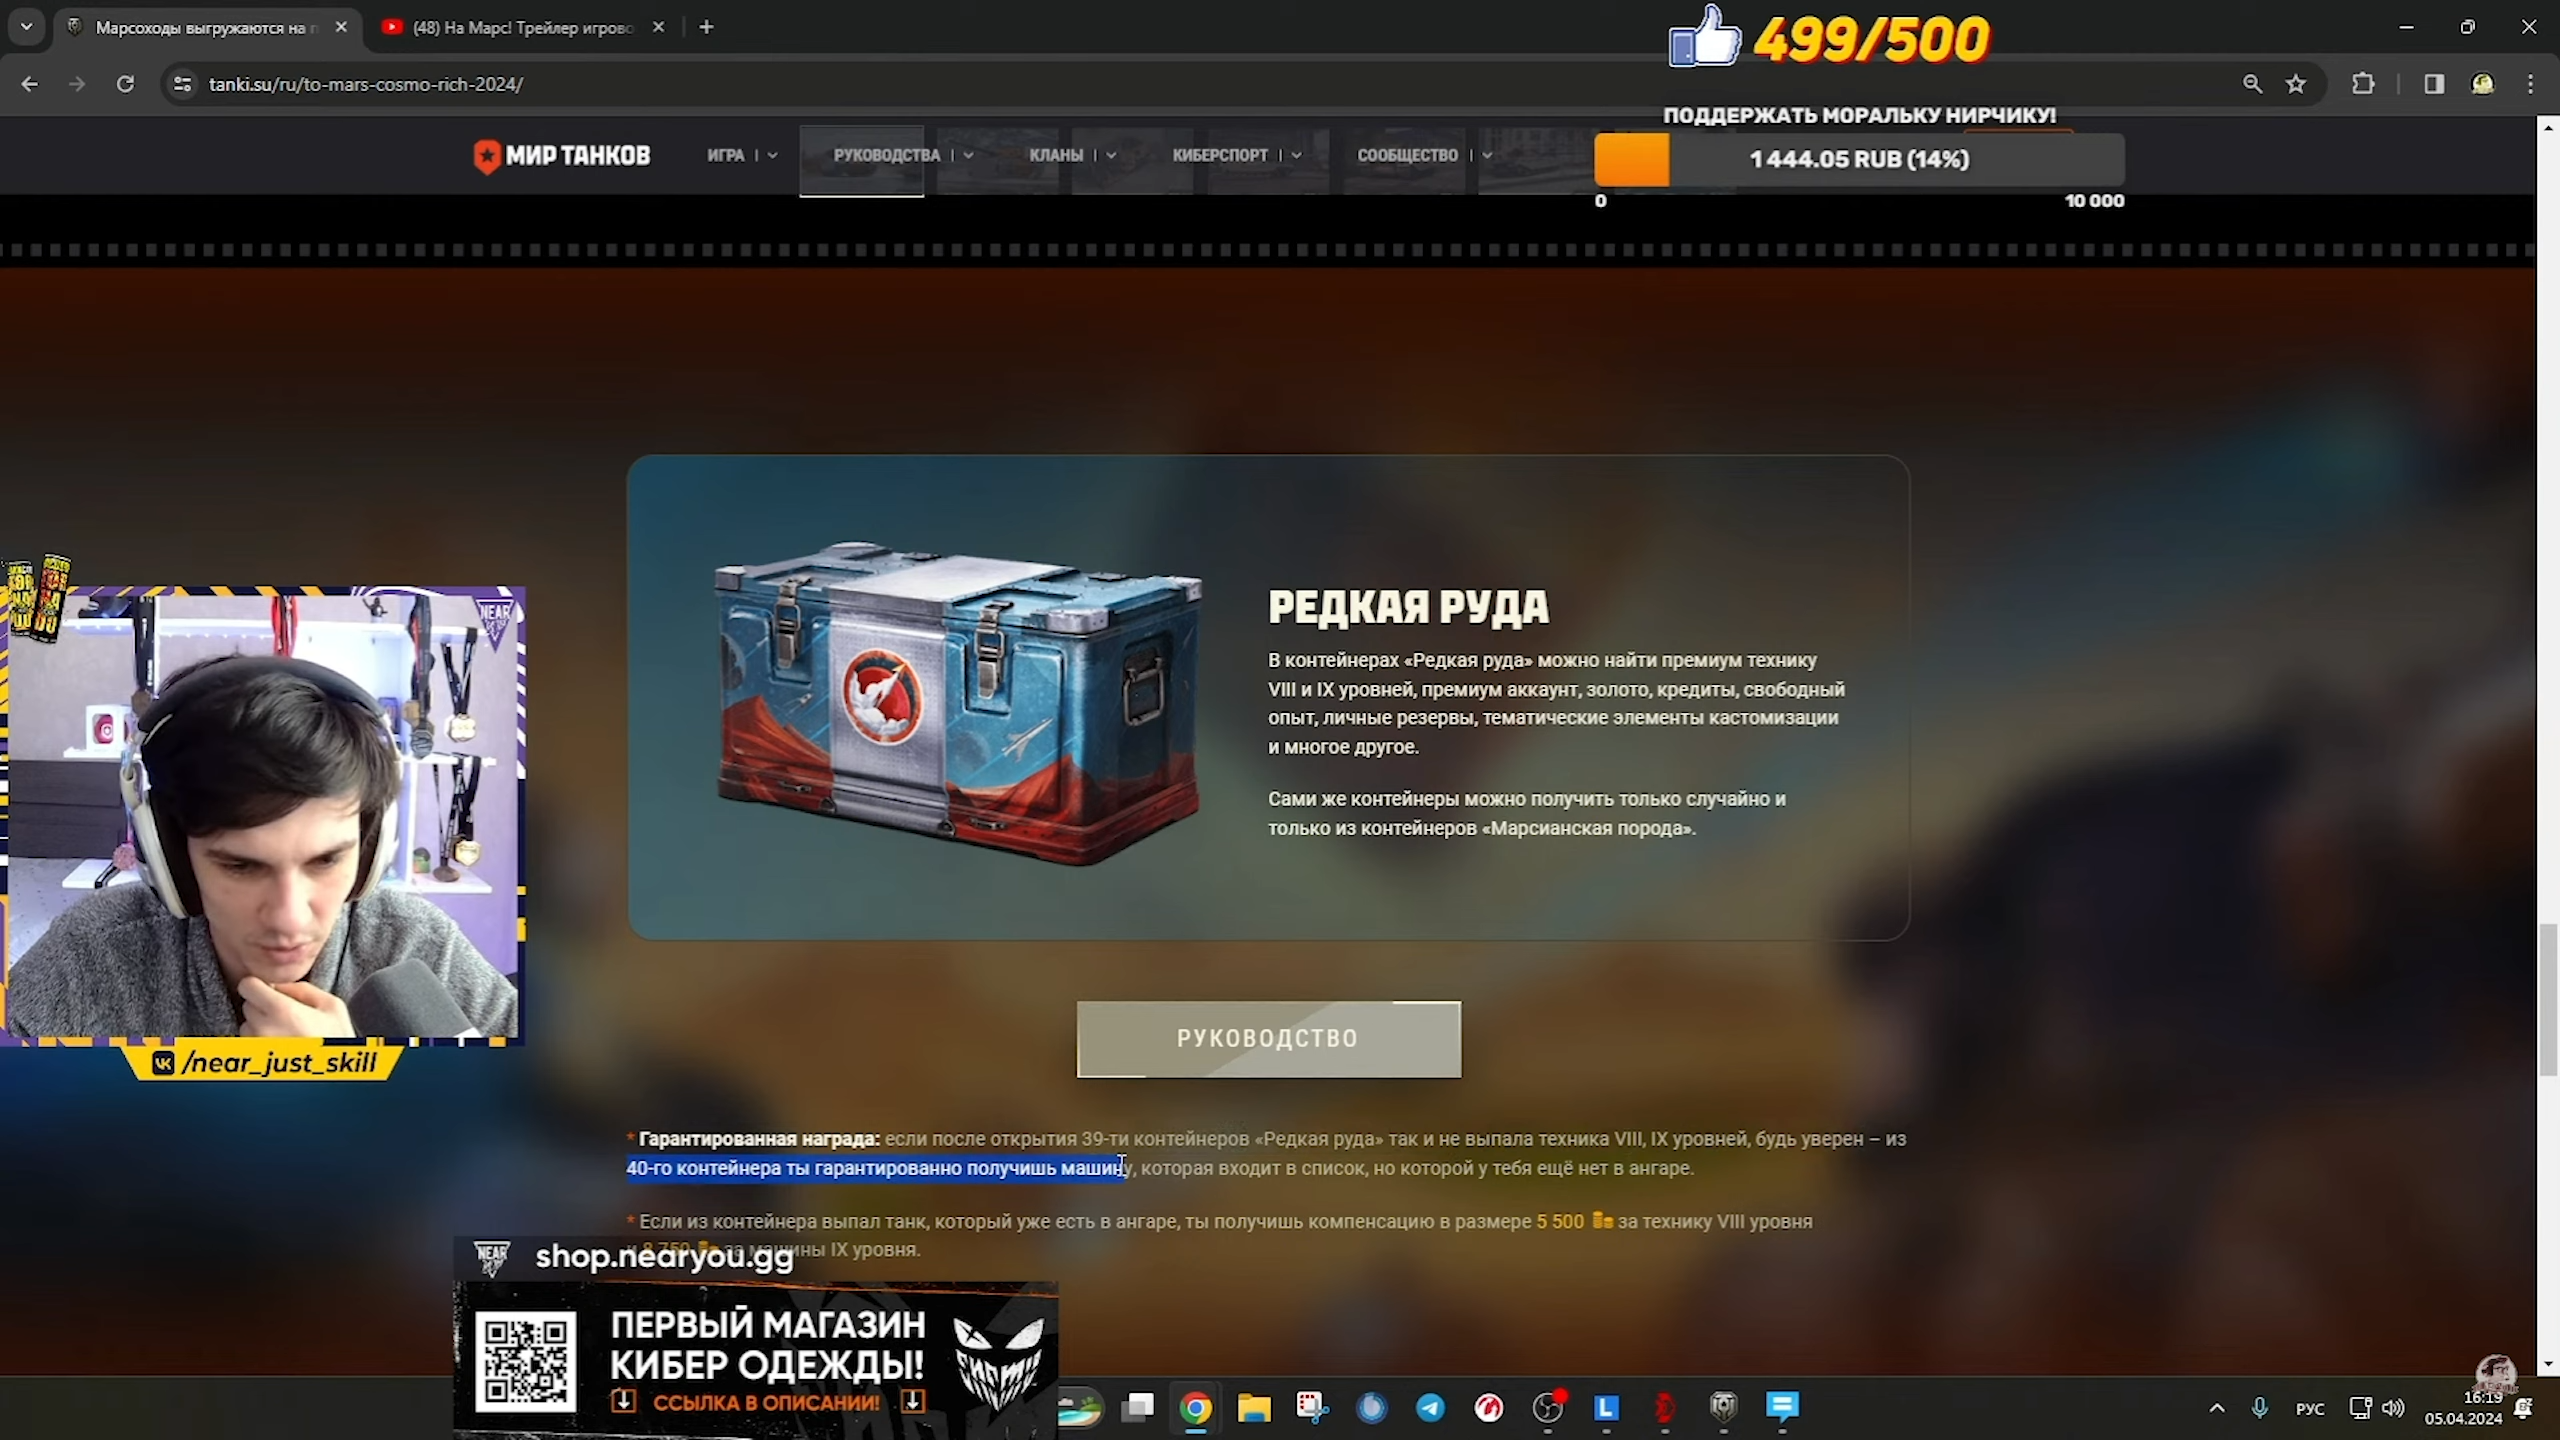 Марсоходы выгружаются на п
(48) На Марс! Трейлер игрово
499/500
tanki.su/ru/to-mars-cosmo-rich-2024/
ПОДДЕРЖАТЬ МОРАЛЬКУ НИРЧИКУ!
1 444.05 RUB (14%)
0 10 000
МИР ТАНКОВ ИГРА РУКОВОДСТВА КЛАНЫ КИБЕРСПОРТ СООБЩЕСТВО
NEAR
РЕДКАЯ РУДА
В контейнерах «Редкая руда» можно найти премиум технику
VIII и IX уровней, премиум аккаунт, золото, кредиты, свободный
опыт, личные резервы, тематические элементы кастомизации
и многое другое.
Сами же контейнеры можно получить только случайно и
только из контейнеров «Марсианская порода».
/near_just_skill
РУКОВОДСТВО
* Гарантированная награда: если после открытия 39-ти контейнеров «Редкая руда» так и не выпала техника VIII, IX уровней, будь уверен – из
40-го контейнера ты гарантированно получишь машину, которая входит в список, но которой у тебя ещё нет в ангаре.
* Если из контейнера выпал танк, который уже есть в ангаре, ты получишь компенсацию в размере 5 500 за технику VIII уровня
и 8 750 за машины IX уровня.
NEAR
shop.nearyou.gg
ПЕРВЫЙ МАГАЗИН
КИБЕР ОДЕЖДЫ!
ССЫЛКА В ОПИСАНИИ!
РУС
16:19
05.04.2024